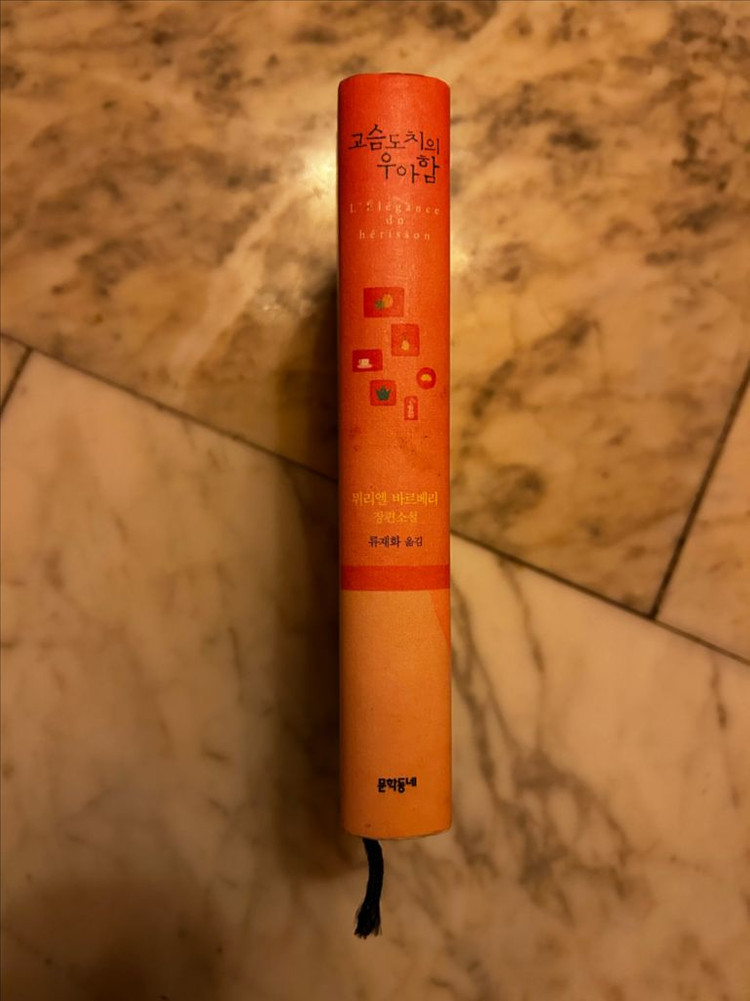 고슴도치의
우아함
L'Élégance
du
hérisson
뮈리엘 바르베리
장편소설
류재화 옮김
문학동네